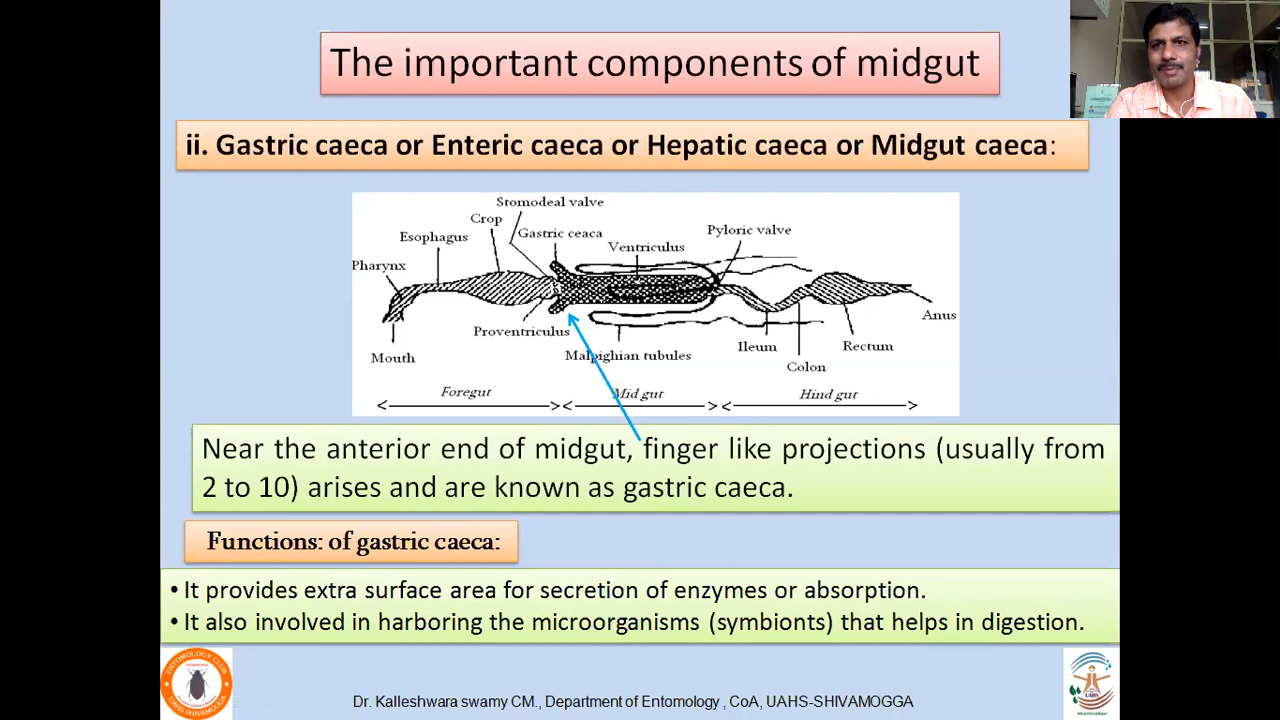 The important components of midgut
ii. Gastric caeca or Enteric caeca or Hepatic caeca or Midgut caeca:
Stomodeal valve
Crop
Gastric ceaca
Pyloric valve
Esophagus
Ventriculus
Pharynx
Anus
Proventriculus
Mouth
Malpighian tubules
Ileum
Rectum
Colon
Foregut
Mid gut
Hind gut
Near the anterior end of midgut, finger like projections (usually from
2 to 10) arises and are known as gastric caeca.
Functions: of gastric caeca:
• It provides extra surface area for secretion of enzymes or absorption.
• It also involved in harboring the microorganisms (symbionts) that helps in digestion.
ENTOMOLOGY CLUB
UAHS SHIVAMOGGA
Dr. Kalleshwara swamy CM., Department of Entomology , CoA, UAHS-SHIVAMOGGA